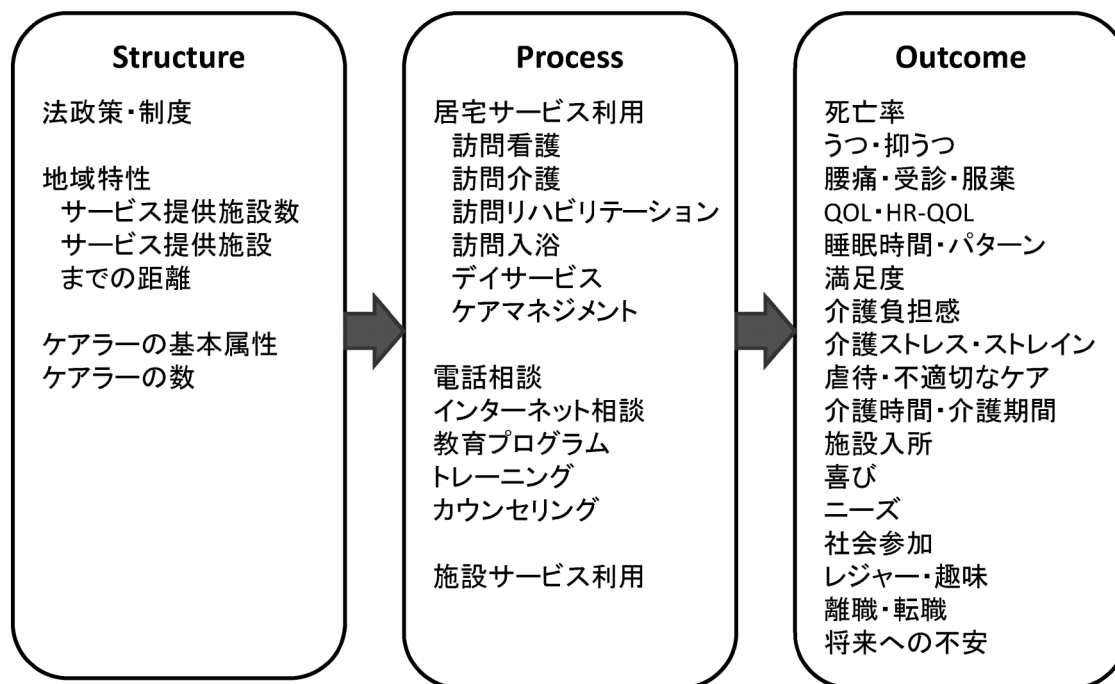 Structure
法政策・制度
地域特性
サービス提供施設数
サービス提供施設
までの距離
ケアラーの基本属性
ケアラーの数
Process
居宅サービス利用
訪問看護
訪問介護
訪問リハビリテーション
訪問入浴
デイサービス
ケアマネジメント
電話相談
インターネット相談
教育プログラム
トレーニング
カウンセリング
施設サービス利用
Outcome
死亡率
うつ・抑うつ
腰痛・受診・服薬
QOL・HR-QOL
睡眠時間・パターン
満足度
介護負担感
介護ストレス・ストレイン
虐待・不適切なケア
介護時間・介護期間
施設入所
喜び
ニーズ
社会参加
レジャー・趣味
離職・転職
将来への不安